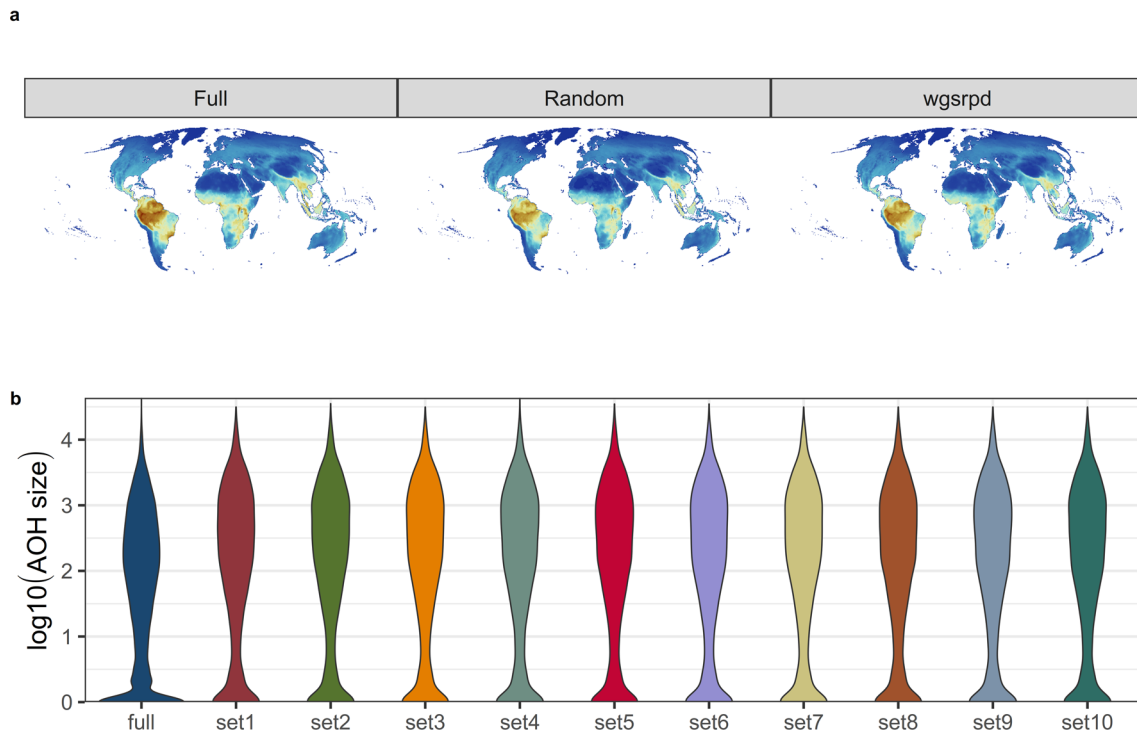 a
Full Random wgsrpd
b
log10(AOH size)
4
3
2
1
0
full set1 set2 set3 set4 set5 set6 set7 set8 set9 set10